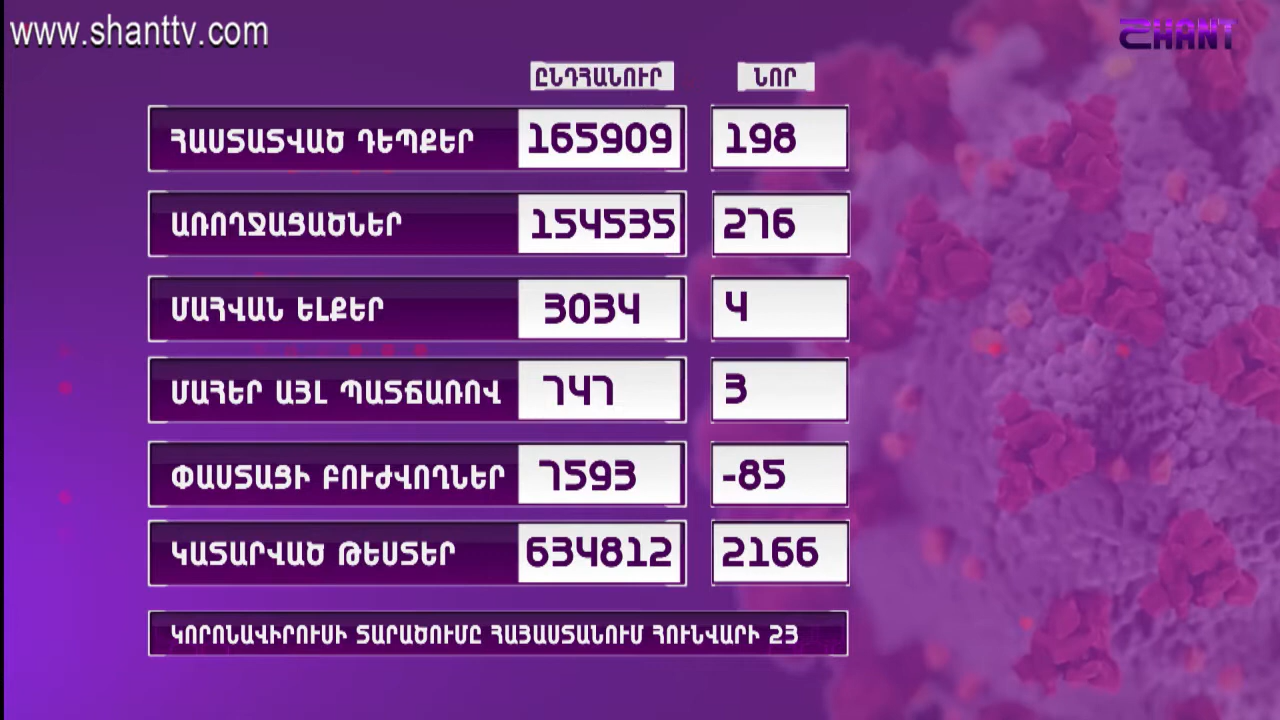 www.shanttv.com
SHANT
ԸՆԴՀԱՆՈՒՐ ՆՈՐ
ՀԱՍՏԱՏՎԱԾ ԴԵՊՔԵՐ 165909 198
ԱՌՈՂՋԱՑԱԾՆԵՐ 154535 276
ՄԱՀՎԱՆ ԵԼՔԵՐ 3034 4
ՄԱՀԵՐ ԱՅԼ ՊԱՏՃԱՌՈՎ 747 3
ՓԱՍՏԱՑԻ ԲՈՒԺՎՈՂՆԵՐ 7593 -85
ԿԱՏԱՐՎԱԾ ԹԵՍՏԵՐ 634812 2166
ԿՈՐՈՆԱՎԻՐՈՒՍԻ ՏԱՐԱԾՈՒՄԸ ՀԱՅԱՍՏԱՆՈՒՄ ՀՈՒՆՎԱՐԻ 23